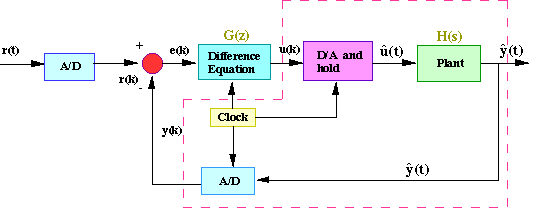 G(z)
H(s)
r(t)
A/D
+
r(k)
-
e(k)
Difference
Equation
u(k)
D/A and
hold
û(t)
Plant
ŷ(t)
Clock
y(k)
A/D
ŷ(t)